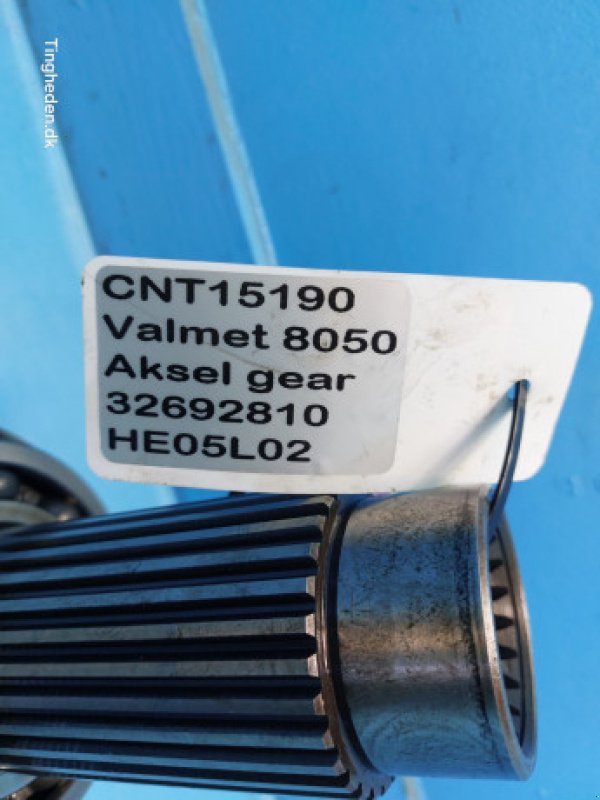 Tingheden.dk
CNT15190
Valmet 8050
Aksel gear
32692810
HE05L02